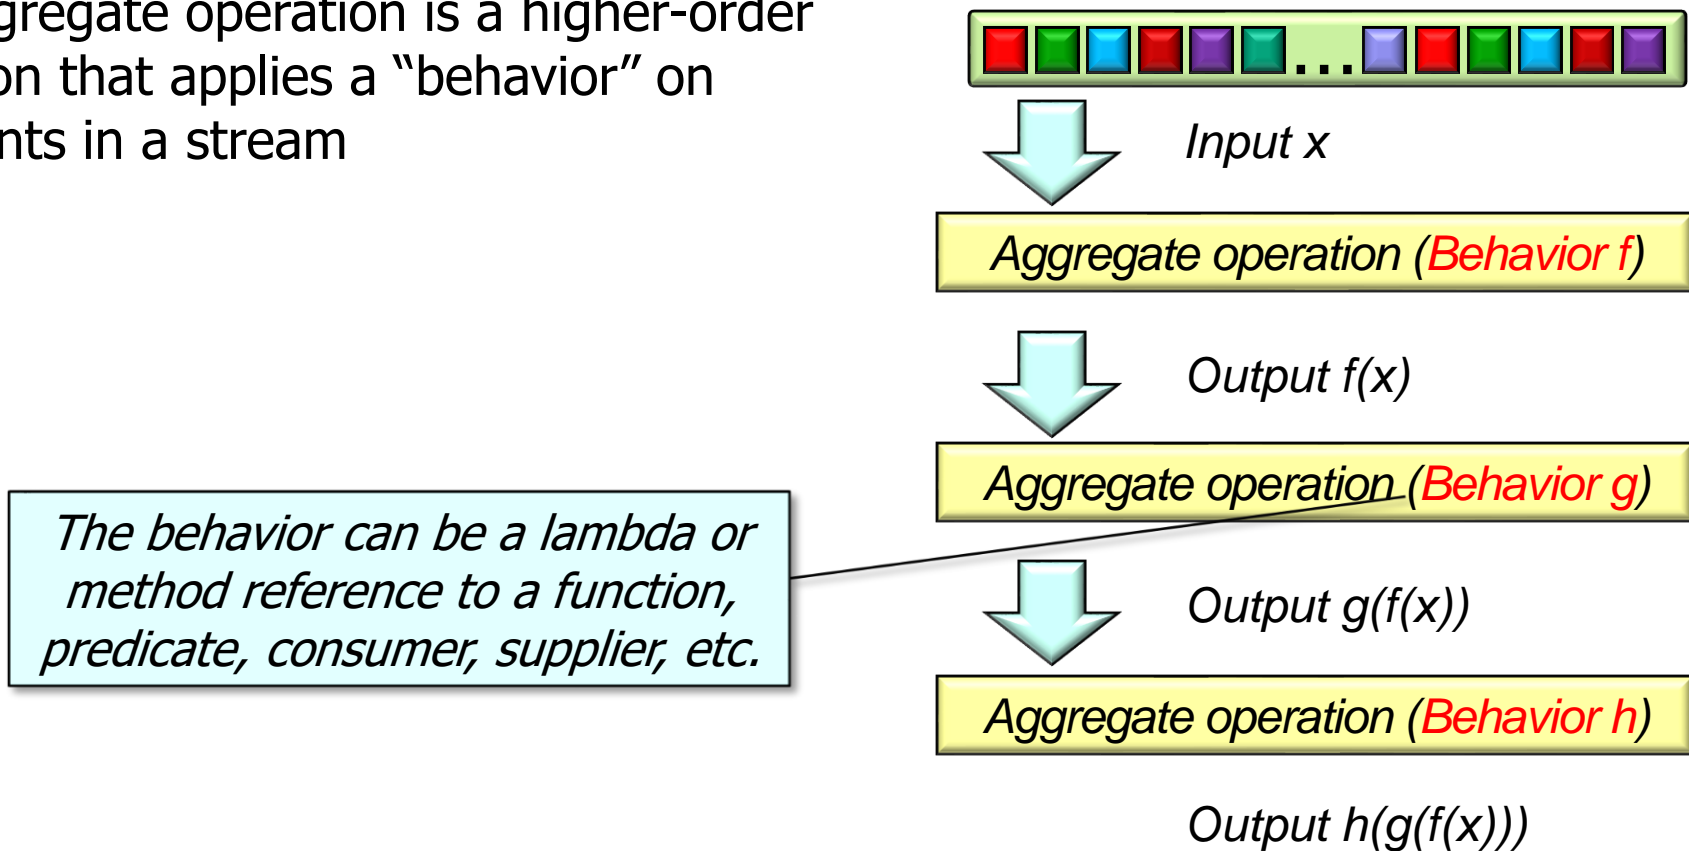 gregate operation is a higher-order
on that applies a “behavior” on
nts in a stream
...
Input x
Aggregate operation (Behavior f)
Output f(x)
Aggregate operation (Behavior g)
The behavior can be a lambda or
method reference to a function,
predicate, consumer, supplier, etc.
Output g(f(x))
Aggregate operation (Behavior h)
Output h(g(f(x)))